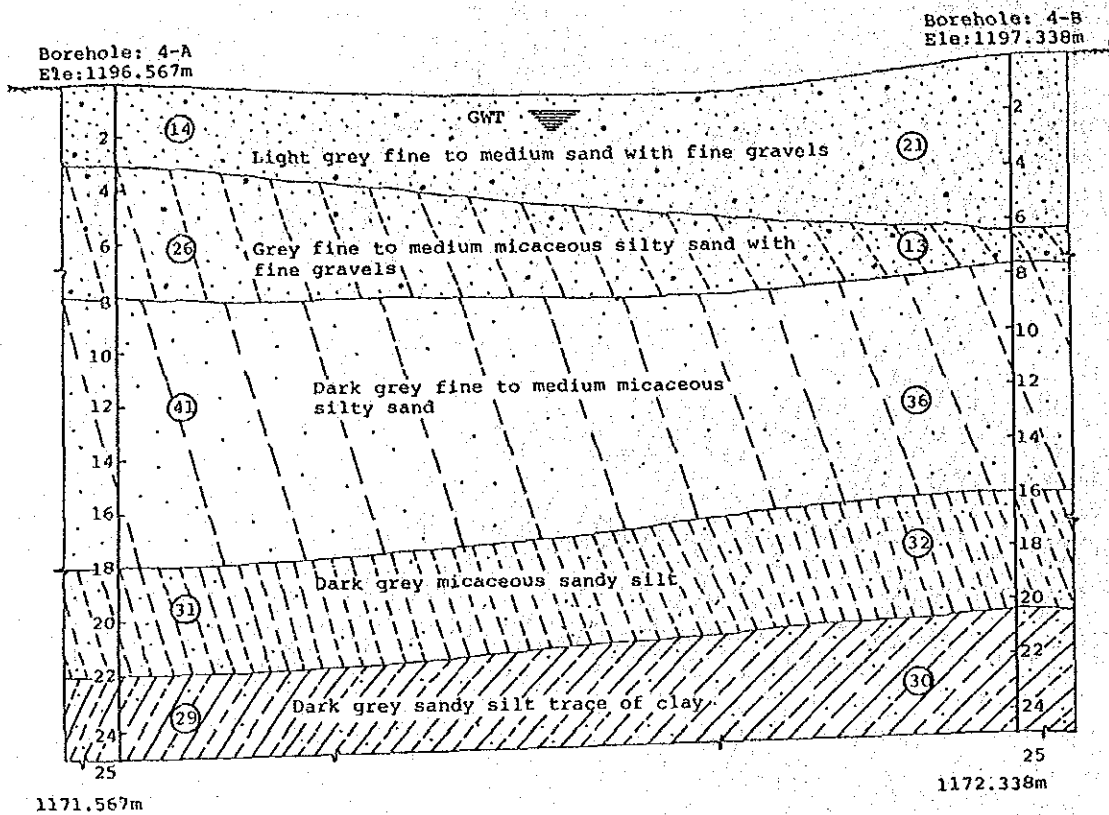 Borehole: 4-A
Ele:1196.567m
Borehole: 4-B
Ele:1197.338m
GWT
14
21
Light grey fine to medium sand with fine gravels
26
13
Grey fine to medium micaceous silty sand with
fine gravels
Dark grey fine to medium micaceous
silty sand
41
36
Dark grey micaceous sandy silt
31
32
Dark grey sandy silt trace of clay
29
30
2
4
6
8
10
12
14
16
18
20
22
24
25
2
4
6
8
10
12
14
16
18
20
22
24
25
1171.567m
1172.338m